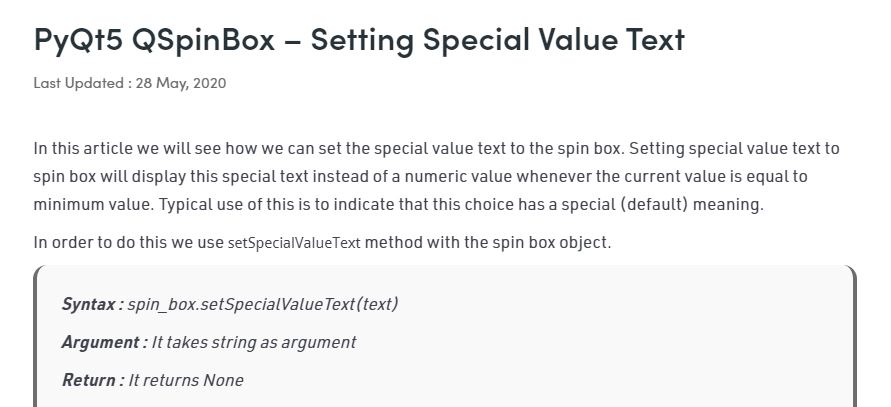 PyQt5 QSpinBox – Setting Special Value Text
Last Updated : 28 May, 2020
In this article we will see how we can set the special value text to the spin box. Setting special value text to
spin box will display this special text instead of a numeric value whenever the current value is equal to
minimum value. Typical use of this is to indicate that this choice has a special (default) meaning.
In order to do this we use setSpecialValueText method with the spin box object.
Syntax : spin_box.setSpecialValueText(text)
Argument : It takes string as argument
Return : It returns None